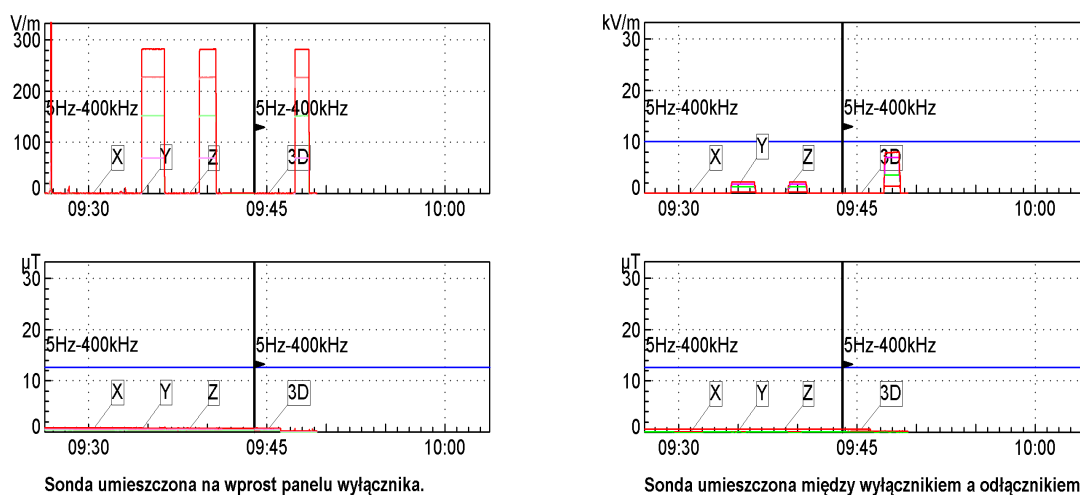 V/m
300
200
100
0
5Hz-400kHz 5Hz-400kHz
X Y Z 3D
09:30 09:45 10:00
kV/m
30
20
10
0
5Hz-400kHz 5Hz-400kHz
X Y Z 3D
09:30 09:45 10:00
µT
30
20
10
0
5Hz-400kHz 5Hz-400kHz
X Y Z 3D
09:30 09:45 10:00
Sonda umieszczona na wprost panelu wyłącznika.
µT
30
20
10
0
5Hz-400kHz 5Hz-400kHz
X Y Z 3D
09:30 09:45 10:00
Sonda umieszczona między wyłącznikiem a odłącznikiem